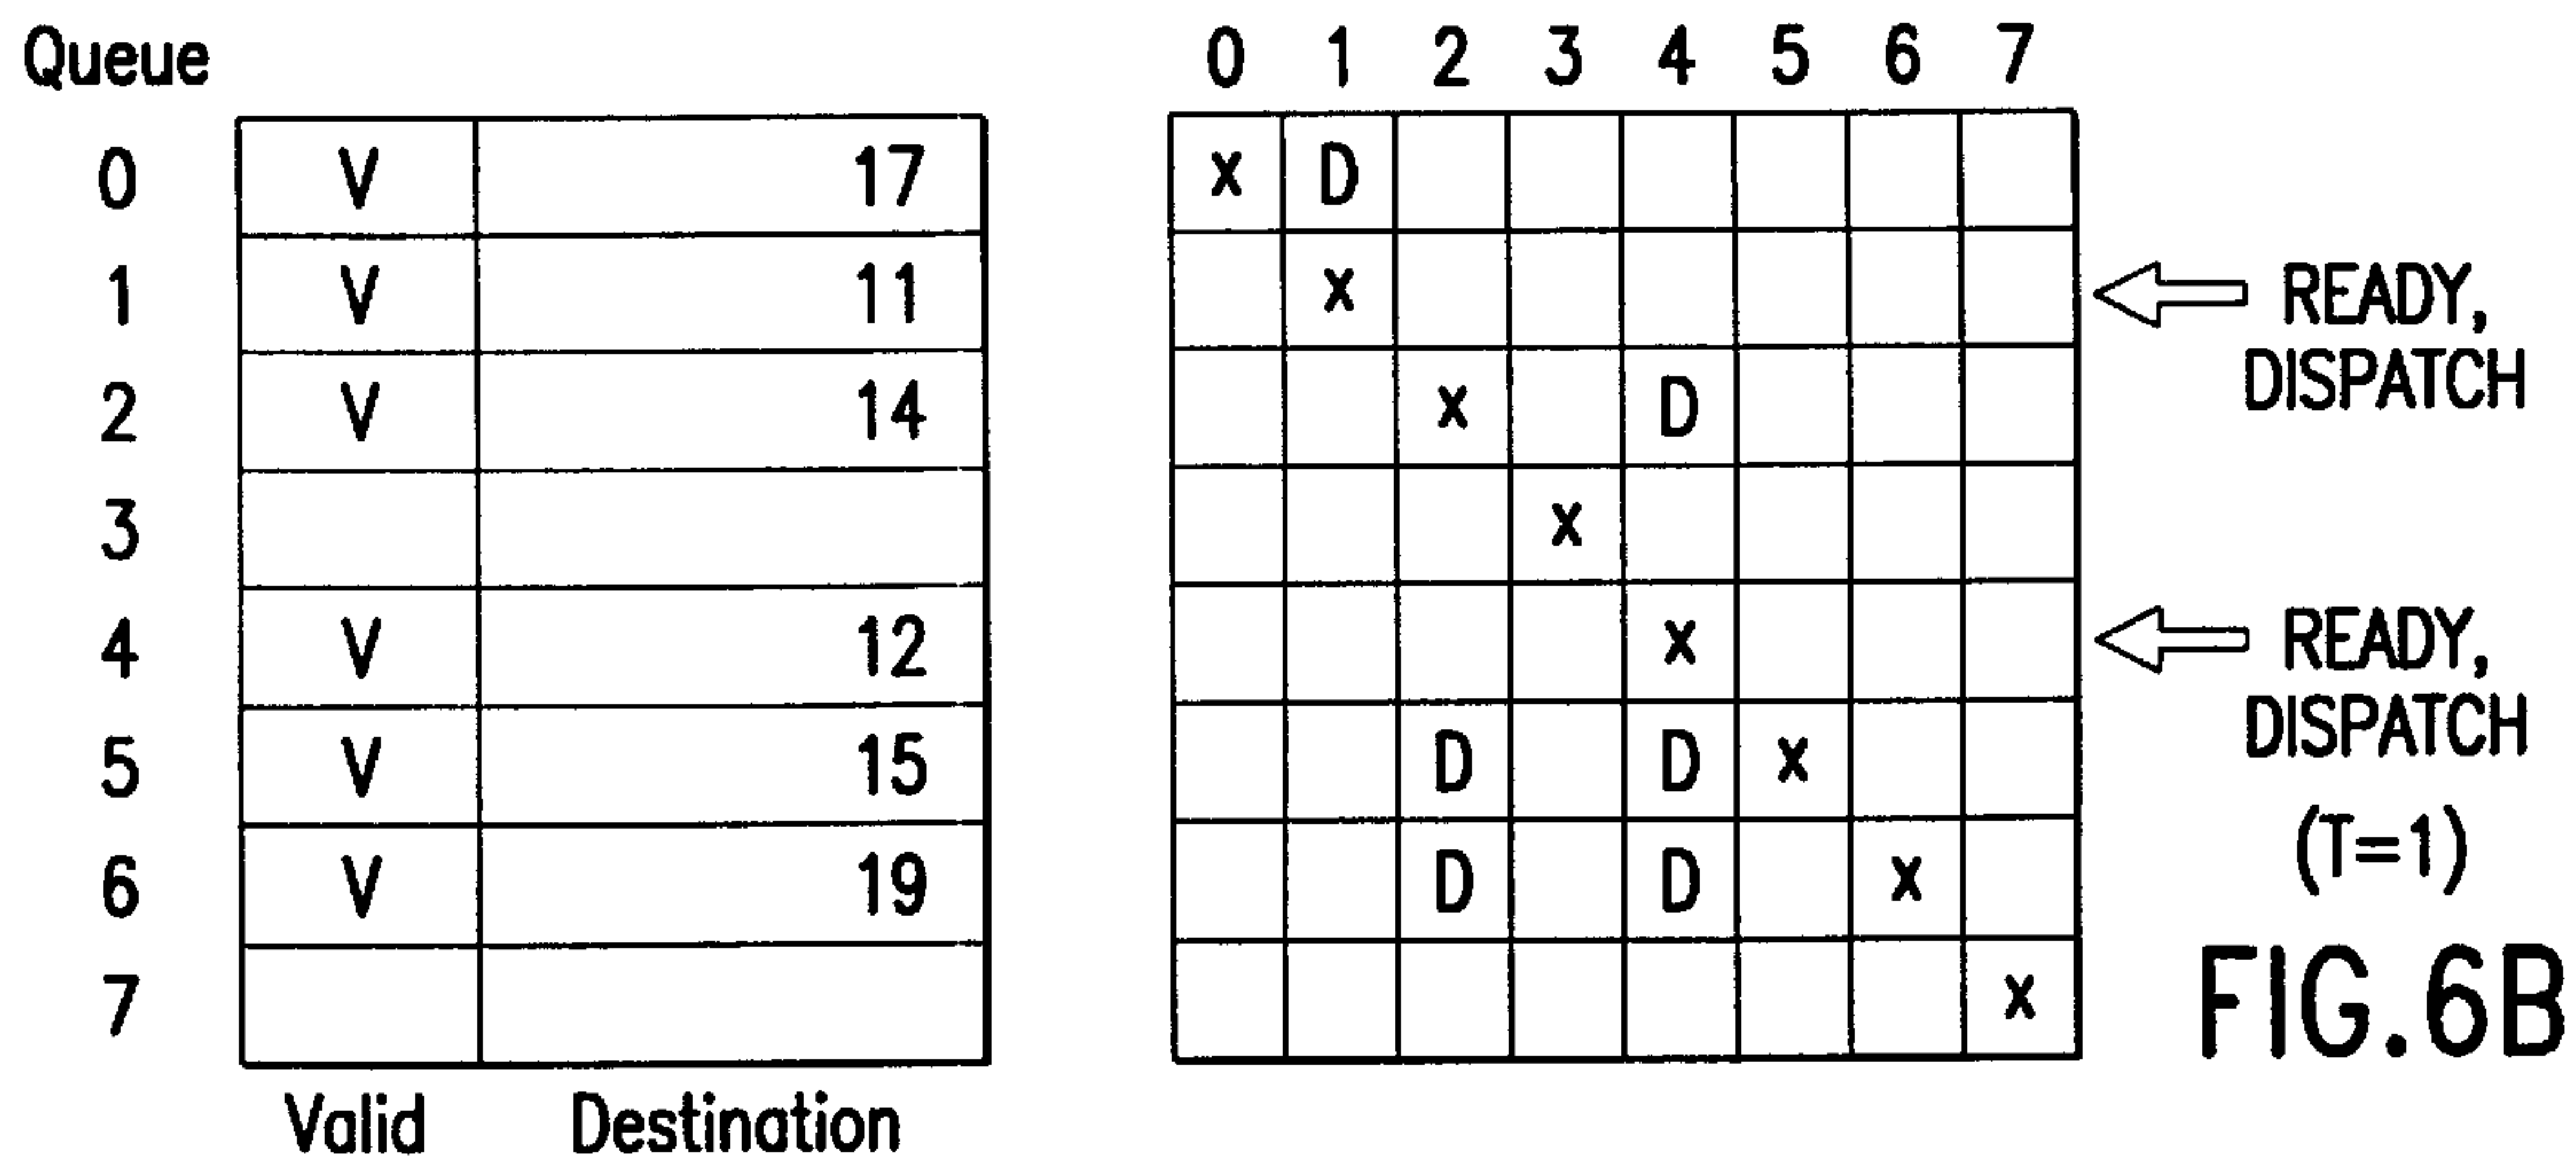 Queue 0 1 2 3 4 5 6 7
0 V 17 x D
1 V 11 x READY,
DISPATCH
2 V 14 x D
3 x
4 V 12 x READY,
DISPATCH
5 V 15 D D x
(T=1)
6 V 19 D D x
7 x
FIG.6B
Valid Destination